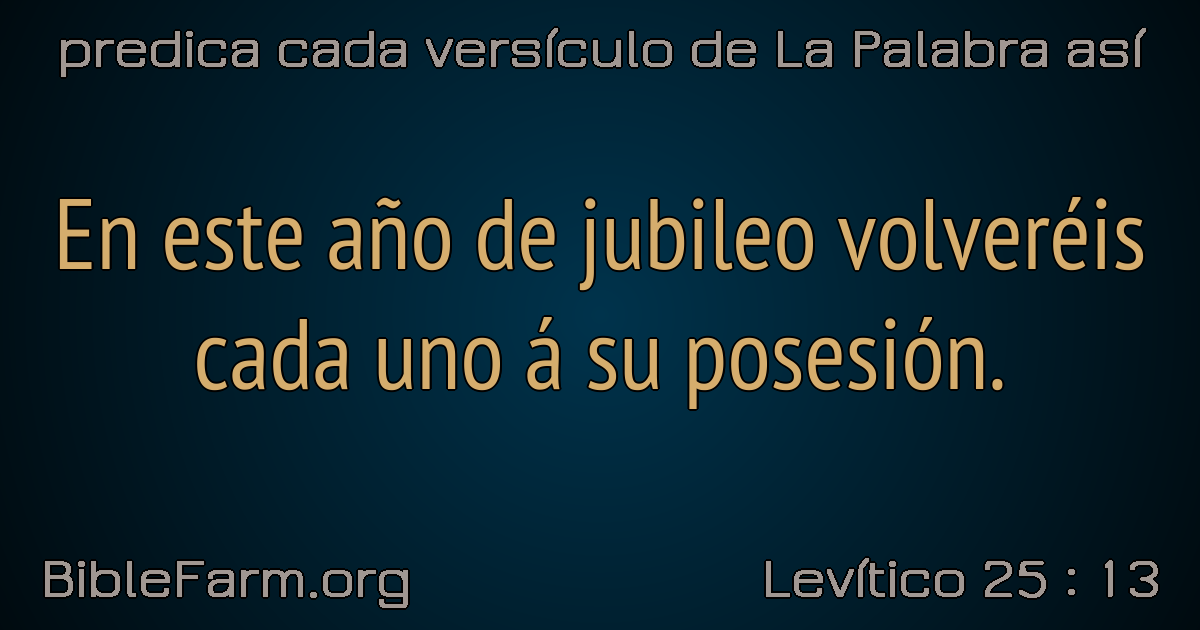 predica cada versículo de La Palabra así
En este año de jubileo volveréis
cada uno á su posesión.
BibleFarm.org
Levítico 25 : 13